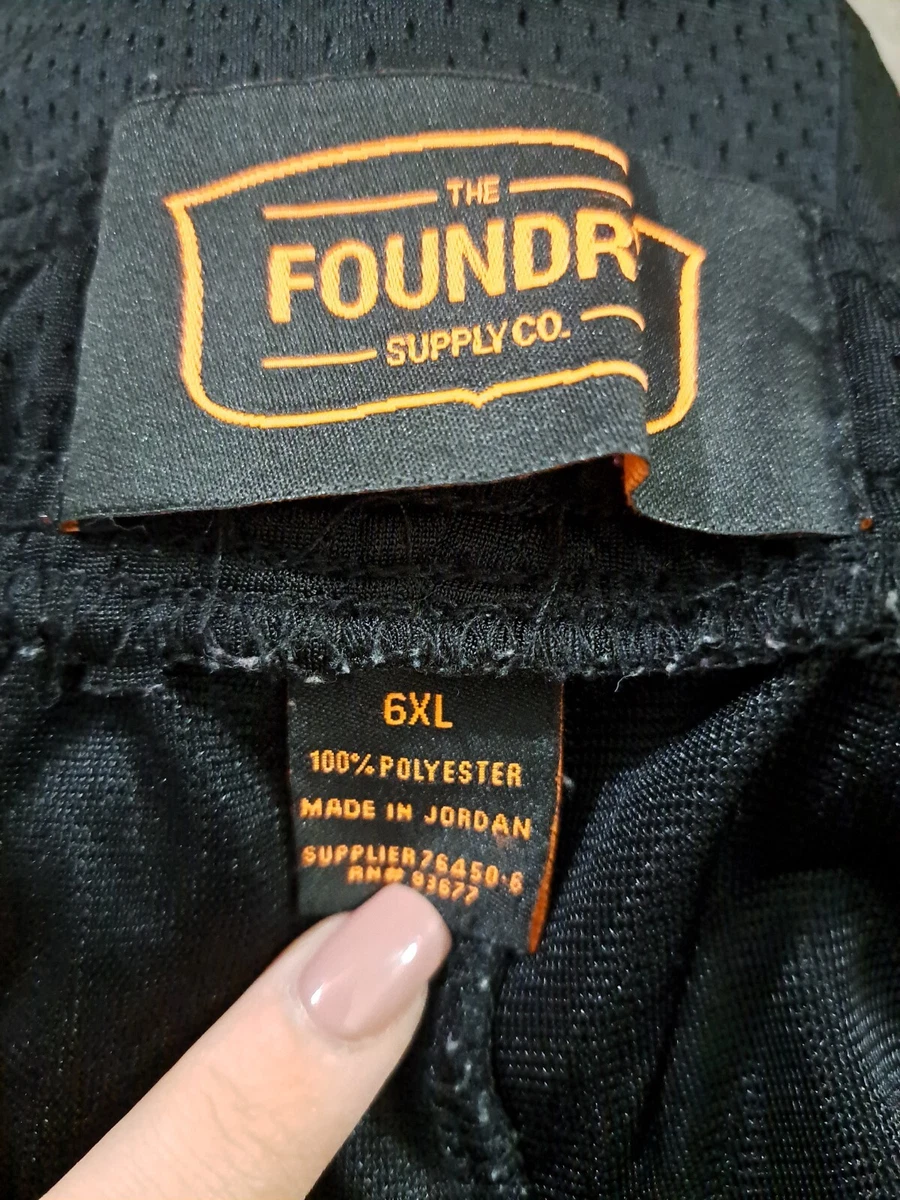 THE
FOUNDR
SUPPLY CO.
6XL
100% POLYESTER
MADE IN JORDAN
SUPPLIER 76450-6
RN# 93677